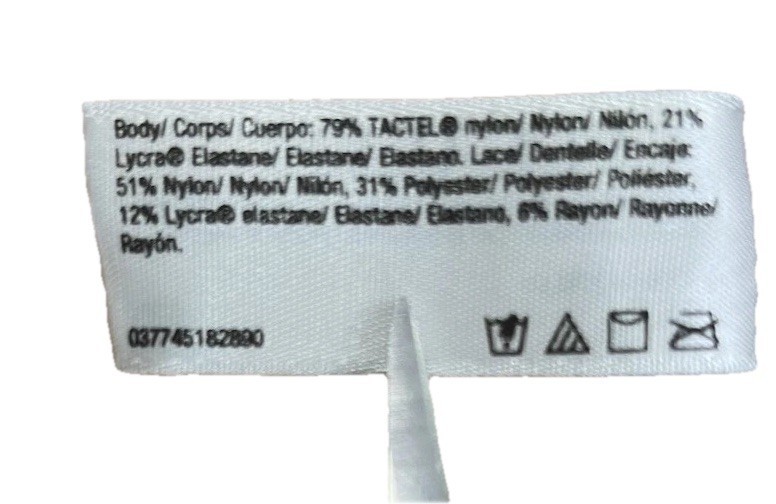 Body/ Corps/ Cuerpo: 79% TACTEL® nylon/ Nylon/ Nilón, 21%
Lycra® Elastane/ Elastane/ Elastano. Lace/ Dentelle/ Encaje:
51% Nylon/ Nylon/ Nilón, 31% Polyester/ Polyester/ Poliéster,
12% Lycra® elastane/ Elastane/ Elastano, 6% Rayon/ Rayonne/
Rayón.
037745182890